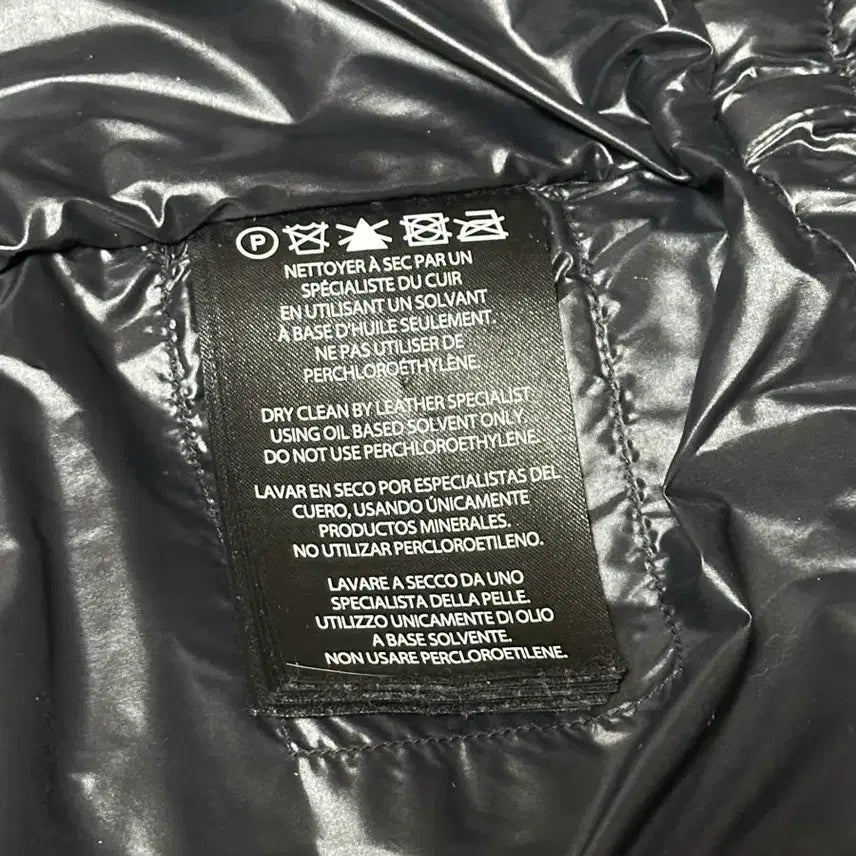 P
NETTOYER À SEC PAR UN
SPÉCIALISTE DU CUIR
EN UTILISANT UN SOLVANT
À BASE D'HUILE SEULEMENT.
NE PAS UTILISER DE
PERCHLOROÉTHYLÈNE.
DRY CLEAN BY LEATHER SPECIALIST
USING OIL BASED SOLVENT ONLY.
DO NOT USE PERCHLOROETHYLENE.
LAVAR EN SECO POR ESPECIALISTAS DEL
CUERO, USANDO ÚNICAMENTE
PRODUCTOS MINERALES.
NO UTILIZAR PERCLOROETILENO.
LAVARE A SECCO DA UNO
SPECIALISTA DELLA PELLE.
UTILIZZO UNICAMENTE DI OLIO
A BASE SOLVENTE.
NON USARE PERCLOROETILENE.